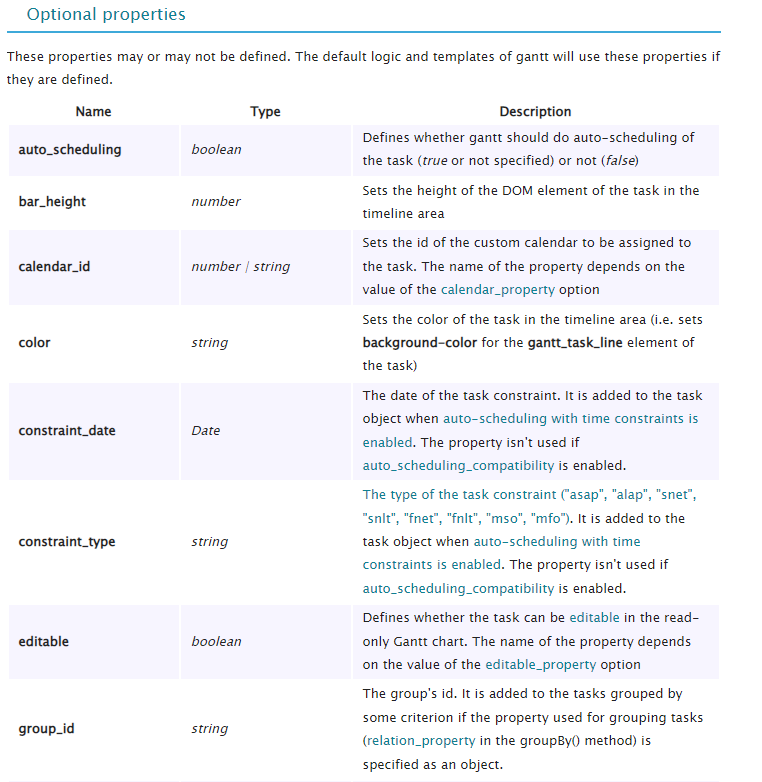 Optional properties
These properties may or may not be defined. The default logic and templates of gantt will use these properties if
they are defined.
Name Type Description
auto_scheduling boolean Defines whether gantt should do auto-scheduling of
the task (true or not specified) or not (false)
bar_height number Sets the height of the DOM element of the task in the
timeline area
calendar_id number | string Sets the id of the custom calendar to be assigned to
the task. The name of the property depends on the
value of the calendar_property option
color string Sets the color of the task in the timeline area (i.e. sets
background-color for the gantt_task_line element of
the task)
constraint_date Date The date of the task constraint. It is added to the task
object when auto-scheduling with time constraints is
enabled. The property isn't used if
auto_scheduling_compatibility is enabled.
constraint_type string The type of the task constraint ("asap", "alap", "snet",
"snlt", "fnet", "fnlt", "mso", "mfo"). It is added to the
task object when auto-scheduling with time
constraints is enabled. The property isn't used if
auto_scheduling_compatibility is enabled.
editable boolean Defines whether the task can be editable in the read-
only Gantt chart. The name of the property depends
on the value of the editable_property option
group_id string The group's id. It is added to the tasks grouped by
some criterion if the property used for grouping tasks
(relation_property in the groupBy() method) is
specified as an object.